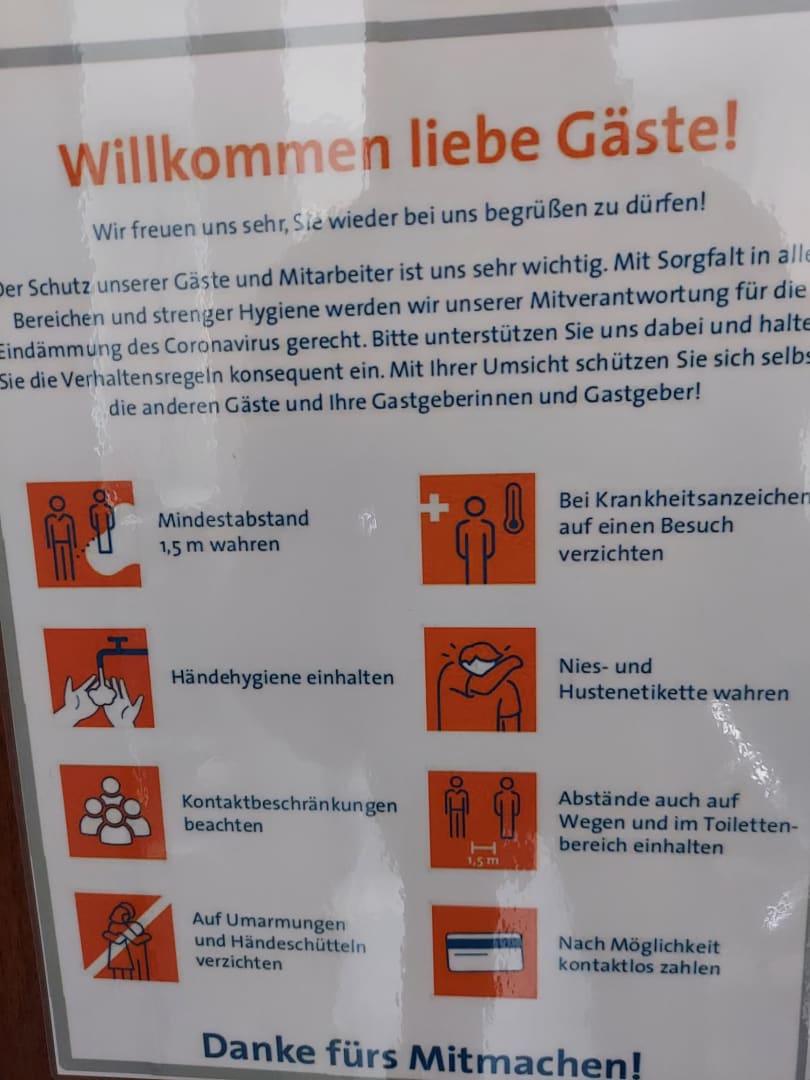 Willkommen liebe Gäste!
Wir freuen uns sehr, Sie wieder bei uns begrüßen zu dürfen!
Der Schutz unserer Gäste und Mitarbeiter ist uns sehr wichtig. Mit Sorgfalt in alle
Bereichen und strenger Hygiene werden wir unserer Mitverantwortung für die
Eindämmung des Coronavirus gerecht. Bitte unterstützen Sie uns dabei und halte
Sie die Verhaltensregeln konsequent ein. Mit Ihrer Umsicht schützen Sie sich selbs
die anderen Gäste und Ihre Gastgeberinnen und Gastgeber!
Mindestabstand
1,5 m wahren
Bei Krankheitsanzeichen
auf einen Besuch
verzichten
Händehygiene einhalten
Nies- und
Hustenetikette wahren
Kontaktbeschränkungen
beachten
1,5 m
Abstände auch auf
Wegen und im Toiletten-
bereich einhalten
Auf Umarmungen
und Händeschütteln
verzichten
Nach Möglichkeit
kontaktlos zahlen
Danke fürs Mitmachen!